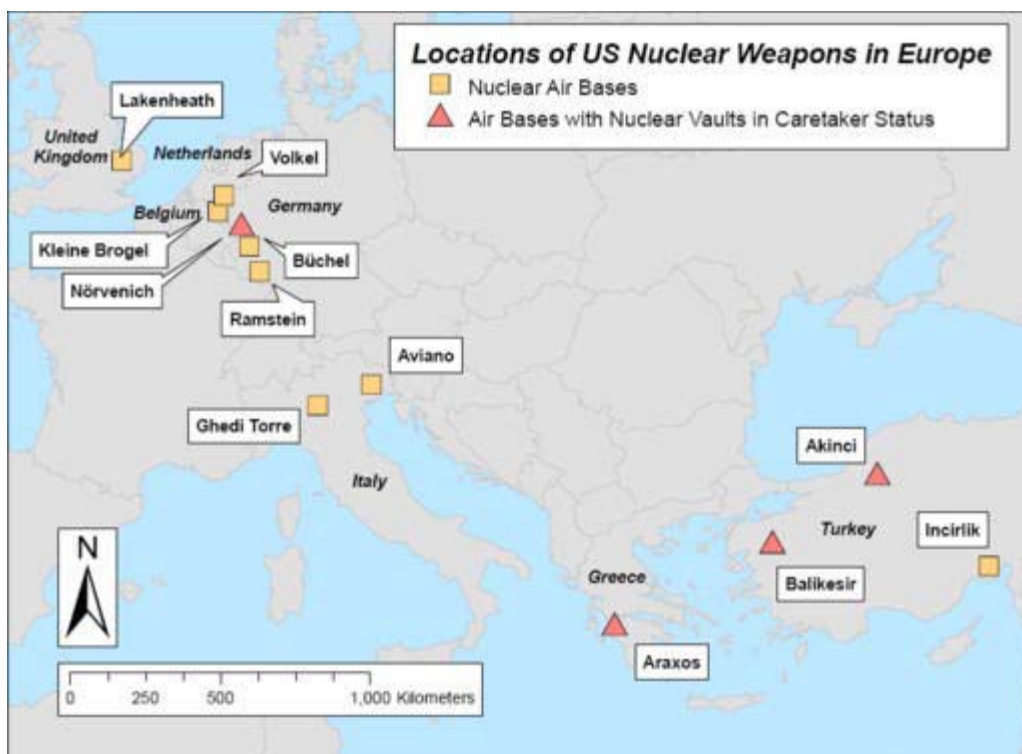 Locations of US Nuclear Weapons in Europe
Nuclear Air Bases
Air Bases with Nuclear Vaults in Caretaker Status
Lakenheath
United
Kingdom
Netherlands
Volkel
Belgium
Germany
Kleine Brogel
Büchel
Nörvenich
Ramstein
Aviano
Ghedi Torre
Italy
Akinci
Turkey
Incirlik
Balikesir
Greece
Araxos
N
0 250 500 1,000 Kilometers